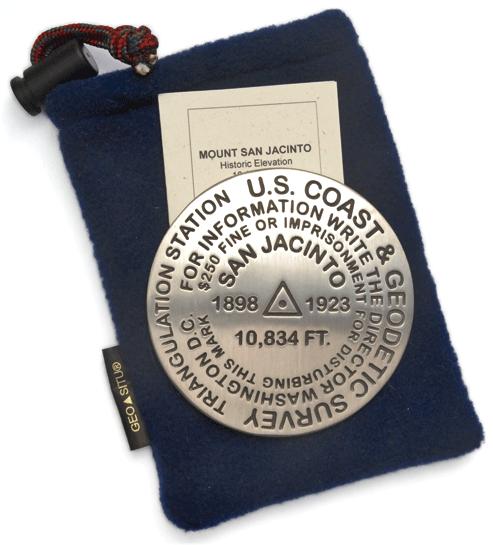 MOUNT SAN JACINTO
Historic Elevation
U.S. COAST & GEODETIC SURVEY
TRIANGULATION STATION
FOR INFORMATION WRITE THE DIRECTOR WASHINGTON D.C.
$250 FINE OR IMPRISONMENT FOR DISTURBING THIS MARK
SAN JACINTO
1898 1923
10,834 FT.
GEO▲SITU®